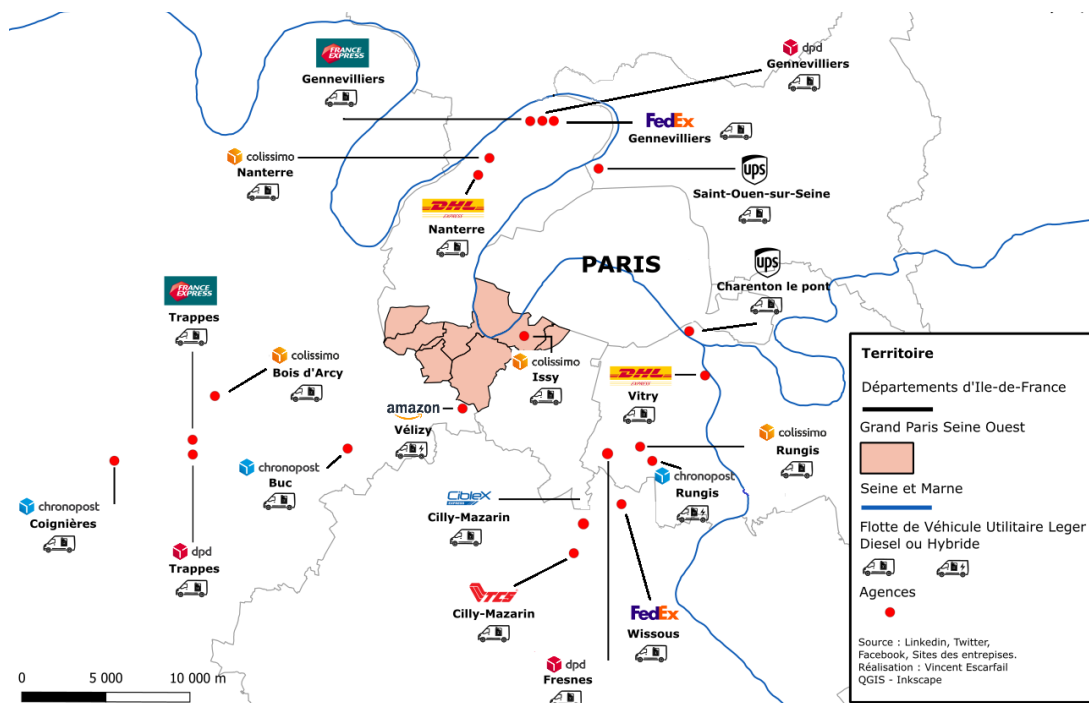 FRANCE
EXPRESS
Gennevilliers
dpd
Gennevilliers
FedEx
Gennevilliers
colissimo
Nanterre
DHL
EXPRESS
Nanterre
ups
Saint-Ouen-sur-Seine
PARIS
ups
Charenton le pont
FRANCE
EXPRESS
Trappes
colissimo
Bois d'Arcy
colissimo
Issy
DHL
EXPRESS
Vitry
amazon
Vélizy
colissimo
Rungis
chronopost
Buc
chronopost
Rungis
chronopost
Coignières
Ciblex
EXPRESS
Cilly-Mazarin
dpd
Trappes
TCS
Cilly-Mazarin
FedEx
Wissous
dpd
Fresnes
0 5 000 10 000 m
Territoire
Départements d'Ile-de-France
Grand Paris Seine Ouest
Seine et Marne
Flotte de Véhicule Utilitaire Leger
Diesel ou Hybride
Agences
Source : Linkedin, Twitter,
Facebook, Sites des entrepises.
Réalisation : Vincent Escarfail
QGIS - Inkscape